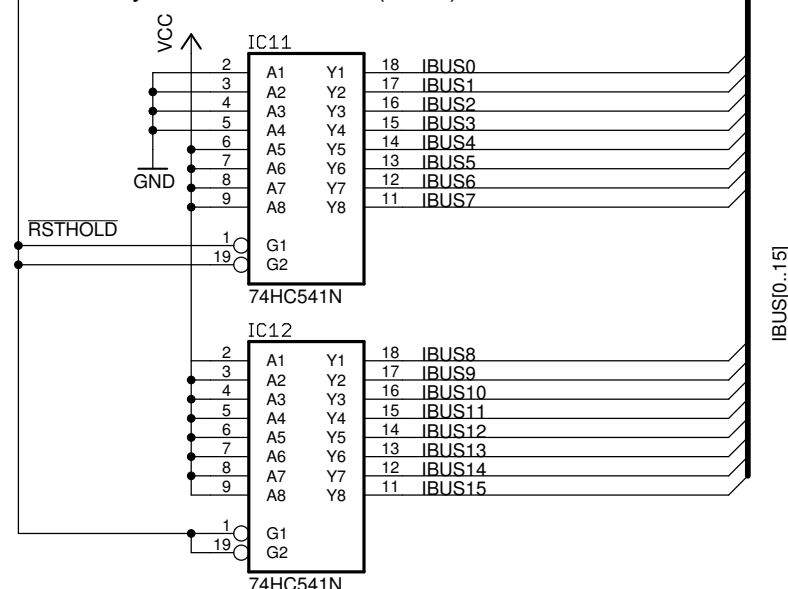 VCC
IC11
2 A1 Y1 18 IBUS0
3 A2 Y2 17 IBUS1
4 A3 Y3 16 IBUS2
5 A4 Y4 15 IBUS3
6 A5 Y5 14 IBUS4
7 A6 Y6 13 IBUS5
8 A7 Y7 12 IBUS6
9 A8 Y8 11 IBUS7
GND
RSTHOLD
1 G1
19 G2
74HC541N
IBUS[0..15]
IC12
2 A1 Y1 18 IBUS8
3 A2 Y2 17 IBUS9
4 A3 Y3 16 IBUS10
5 A4 Y4 15 IBUS11
6 A5 Y5 14 IBUS12
7 A6 Y6 13 IBUS13
8 A7 Y7 12 IBUS14
9 A8 Y8 11 IBUS15
1 G1
19 G2
74HC541N